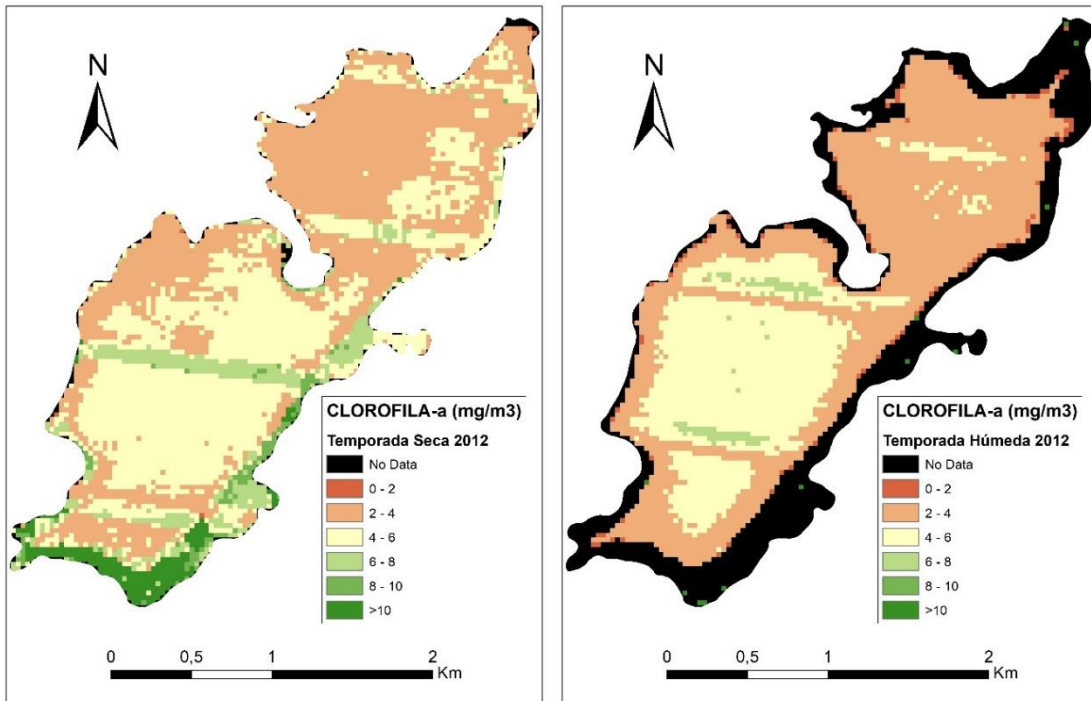 N
CLOROFILA-a (mg/m3)
Temporada Seca 2012
No Data
0 - 2
2 - 4
4 - 6
6 - 8
8 - 10
>10
0 0,5 1 2
Km
N
CLOROFILA-a (mg/m3)
Temporada Húmeda 2012
No Data
0 - 2
2 - 4
4 - 6
6 - 8
8 - 10
>10
0 0,5 1 2
Km